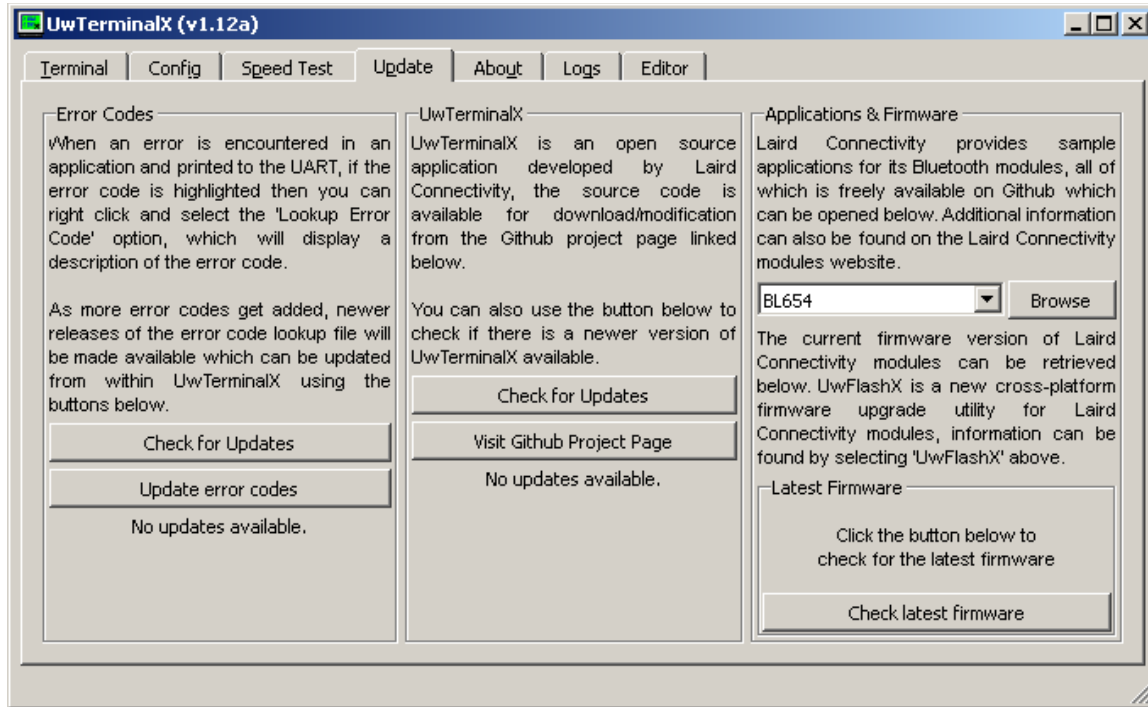 UwTerminalX (v1.12a)
Terminal Config Speed Test Update About Logs Editor
Error Codes
When an error is encountered in an
application and printed to the UART, if the
error code is highlighted then you can
right click and select the 'Lookup Error
Code' option, which will display a
description of the error code.
As more error codes get added, newer
releases of the error code lookup file will
be made available which can be updated
from within UwTerminalX using the
buttons below.
Check for Updates
Update error codes
No updates available.
UwTerminalX
UwTerminalX is an open source
application developed by Laird
Connectivity, the source code is
available for download/modification
from the Github project page linked
below.
You can also use the button below to
check if there is a newer version of
UwTerminalX available.
Check for Updates
Visit Github Project Page
No updates available.
Applications & Firmware
Laird Connectivity provides sample
applications for its Bluetooth modules, all of
which is freely available on Github which
can be opened below. Additional information
can also be found on the Laird Connectivity
modules website.
BL654
Browse
The current firmware version of Laird
Connectivity modules can be retrieved
below. UwFlashX is a new cross-platform
firmware upgrade utility for Laird
Connectivity modules, information can be
found by selecting 'UwFlashX' above.
Latest Firmware
Click the button below to
check for the latest firmware
Check latest firmware